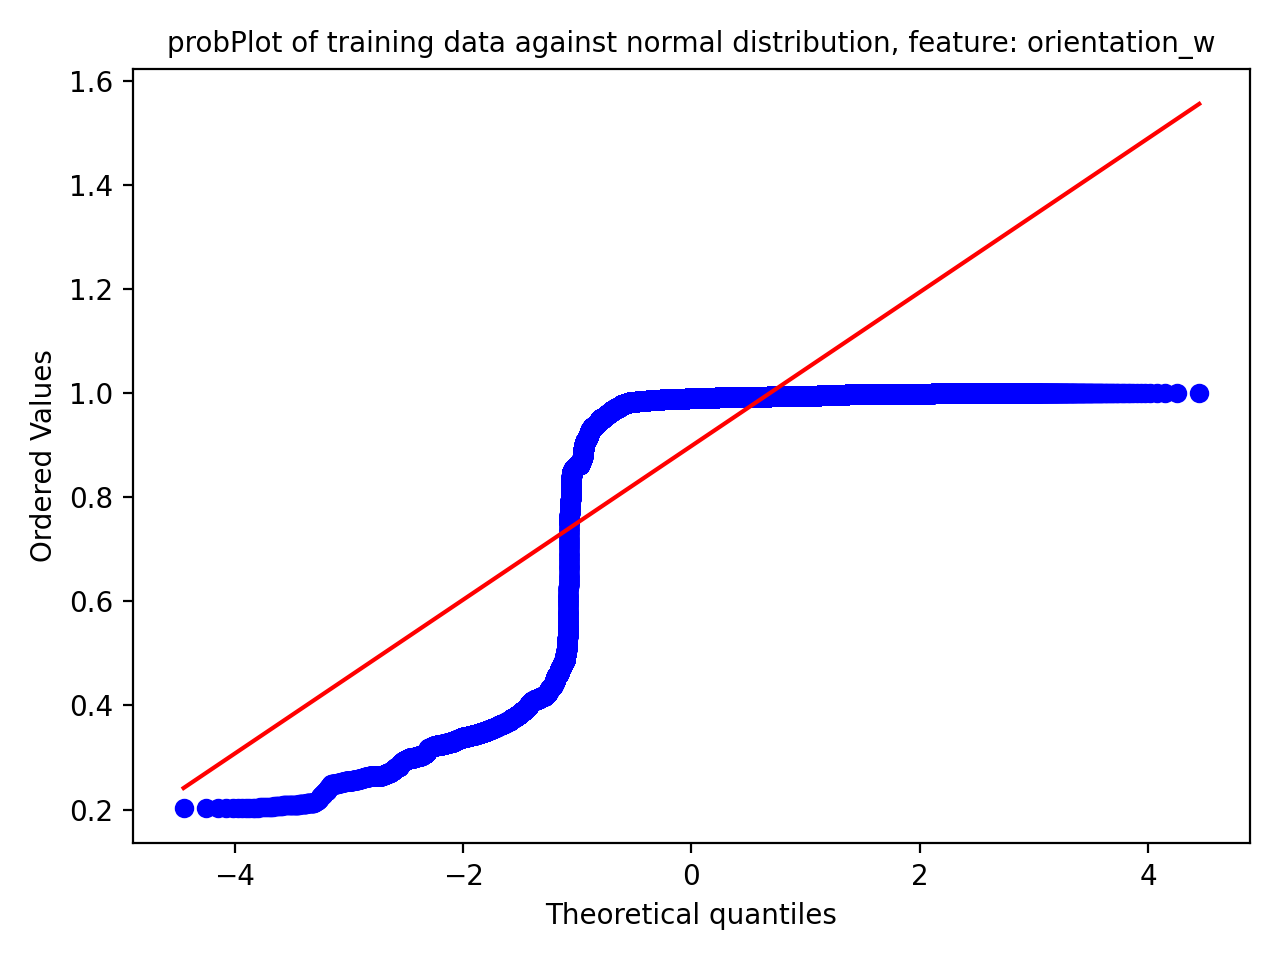 probPlot of training data against normal distribution, feature: orientation_w
1.6
1.4
1.2
1.0
0.8
0.6
0.4
0.2
Ordered Values
−4 −2 0 2 4
Theoretical quantiles